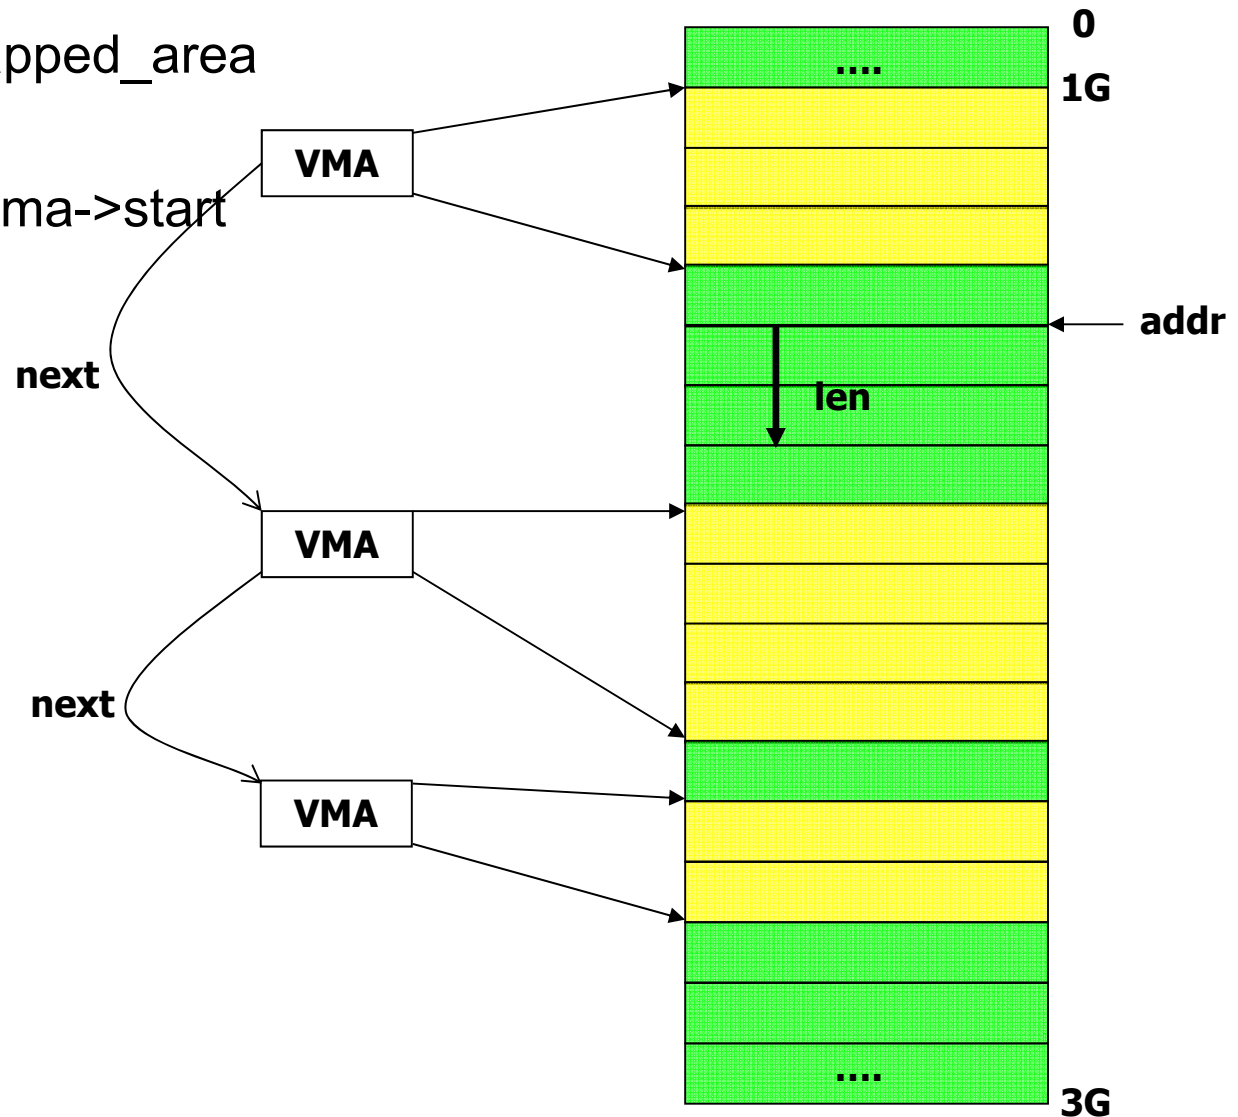 pped_area
0
....
1G
VMA
ma->start
addr
next
len
VMA
next
VMA
....
3G